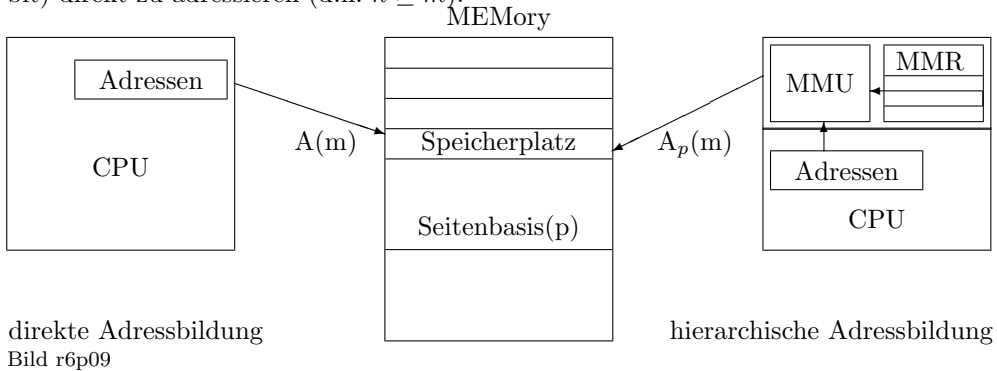 bit) direkt zu adressieren (d.h.
MEMory
Adressen
MMU
MMR
A(m)
Speicherplatz
A_p(m)
CPU
Adressen
Seitenbasis(p)
CPU
direkte Adressbildung
hierarchische Adressbildung
Bild r6p09